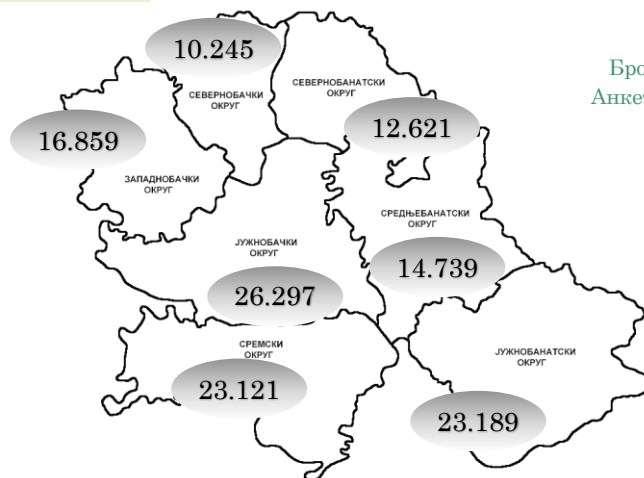 10.245
СЕВЕРНОБАЧКИ
ОКРУГ
СЕВЕРНОБАНАТСКИ
ОКРУГ
12.621
16.859
ЗАПАДНОБАЧКИ
ОКРУГ
ЈУЖНОБАЧКИ
ОКРУГ
26.297
СРЕДЊЕБАНАТСКИ
ОКРУГ
14.739
СРЕМСКИ
ОКРУГ
23.121
ЈУЖНОБАНАТСКИ
ОКРУГ
23.189